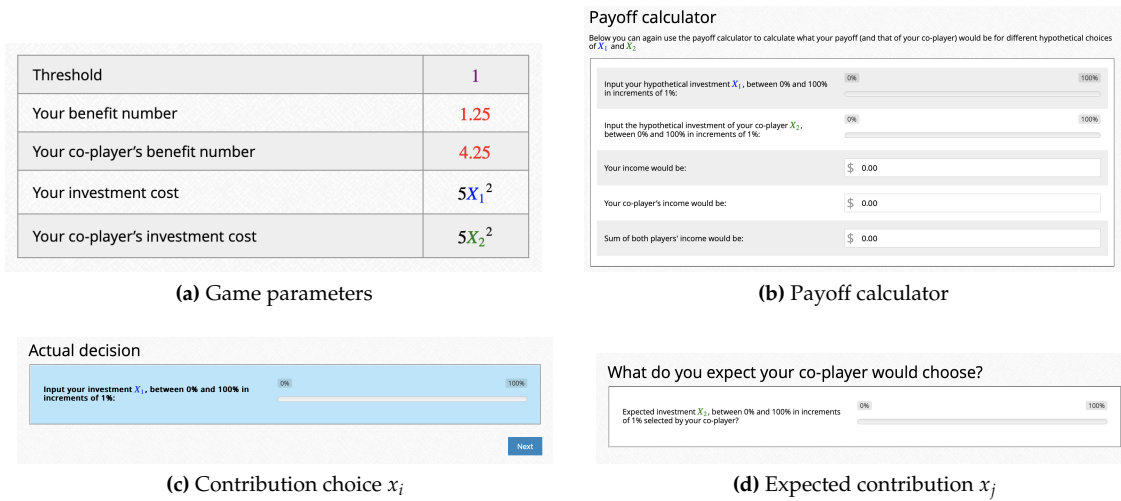 Threshold 1
Your benefit number 1.25
Your co-player's benefit number 4.25
Your investment cost 5X₁²
Your co-player's investment cost 5X₂²
(a) Game parameters
Payoff calculator
Below you can again use the payoff calculator to calculate what your payoff (and that of your co-player) would be for different hypothetical choices
of X₁ and X₂
Input your hypothetical investment X₁, between 0% and 100%
in increments of 1%:
0% 100%
Input the hypothetical investment of your co-player X₂,
between 0% and 100% in increments of 1%:
0% 100%
Your income would be: $ 0.00
Your co-player's income would be: $ 0.00
Sum of both players' income would be: $ 0.00
(b) Payoff calculator
Actual decision
Input your investment X₁, between 0% and 100% in
increments of 1%:
0% 100%
Next
(c) Contribution choice xᵢ
What do you expect your co-player would choose?
Expected investment X₂, between 0% and 100% in increments
of 1% selected by your co-player?
0% 100%
(d) Expected contribution xⱼ